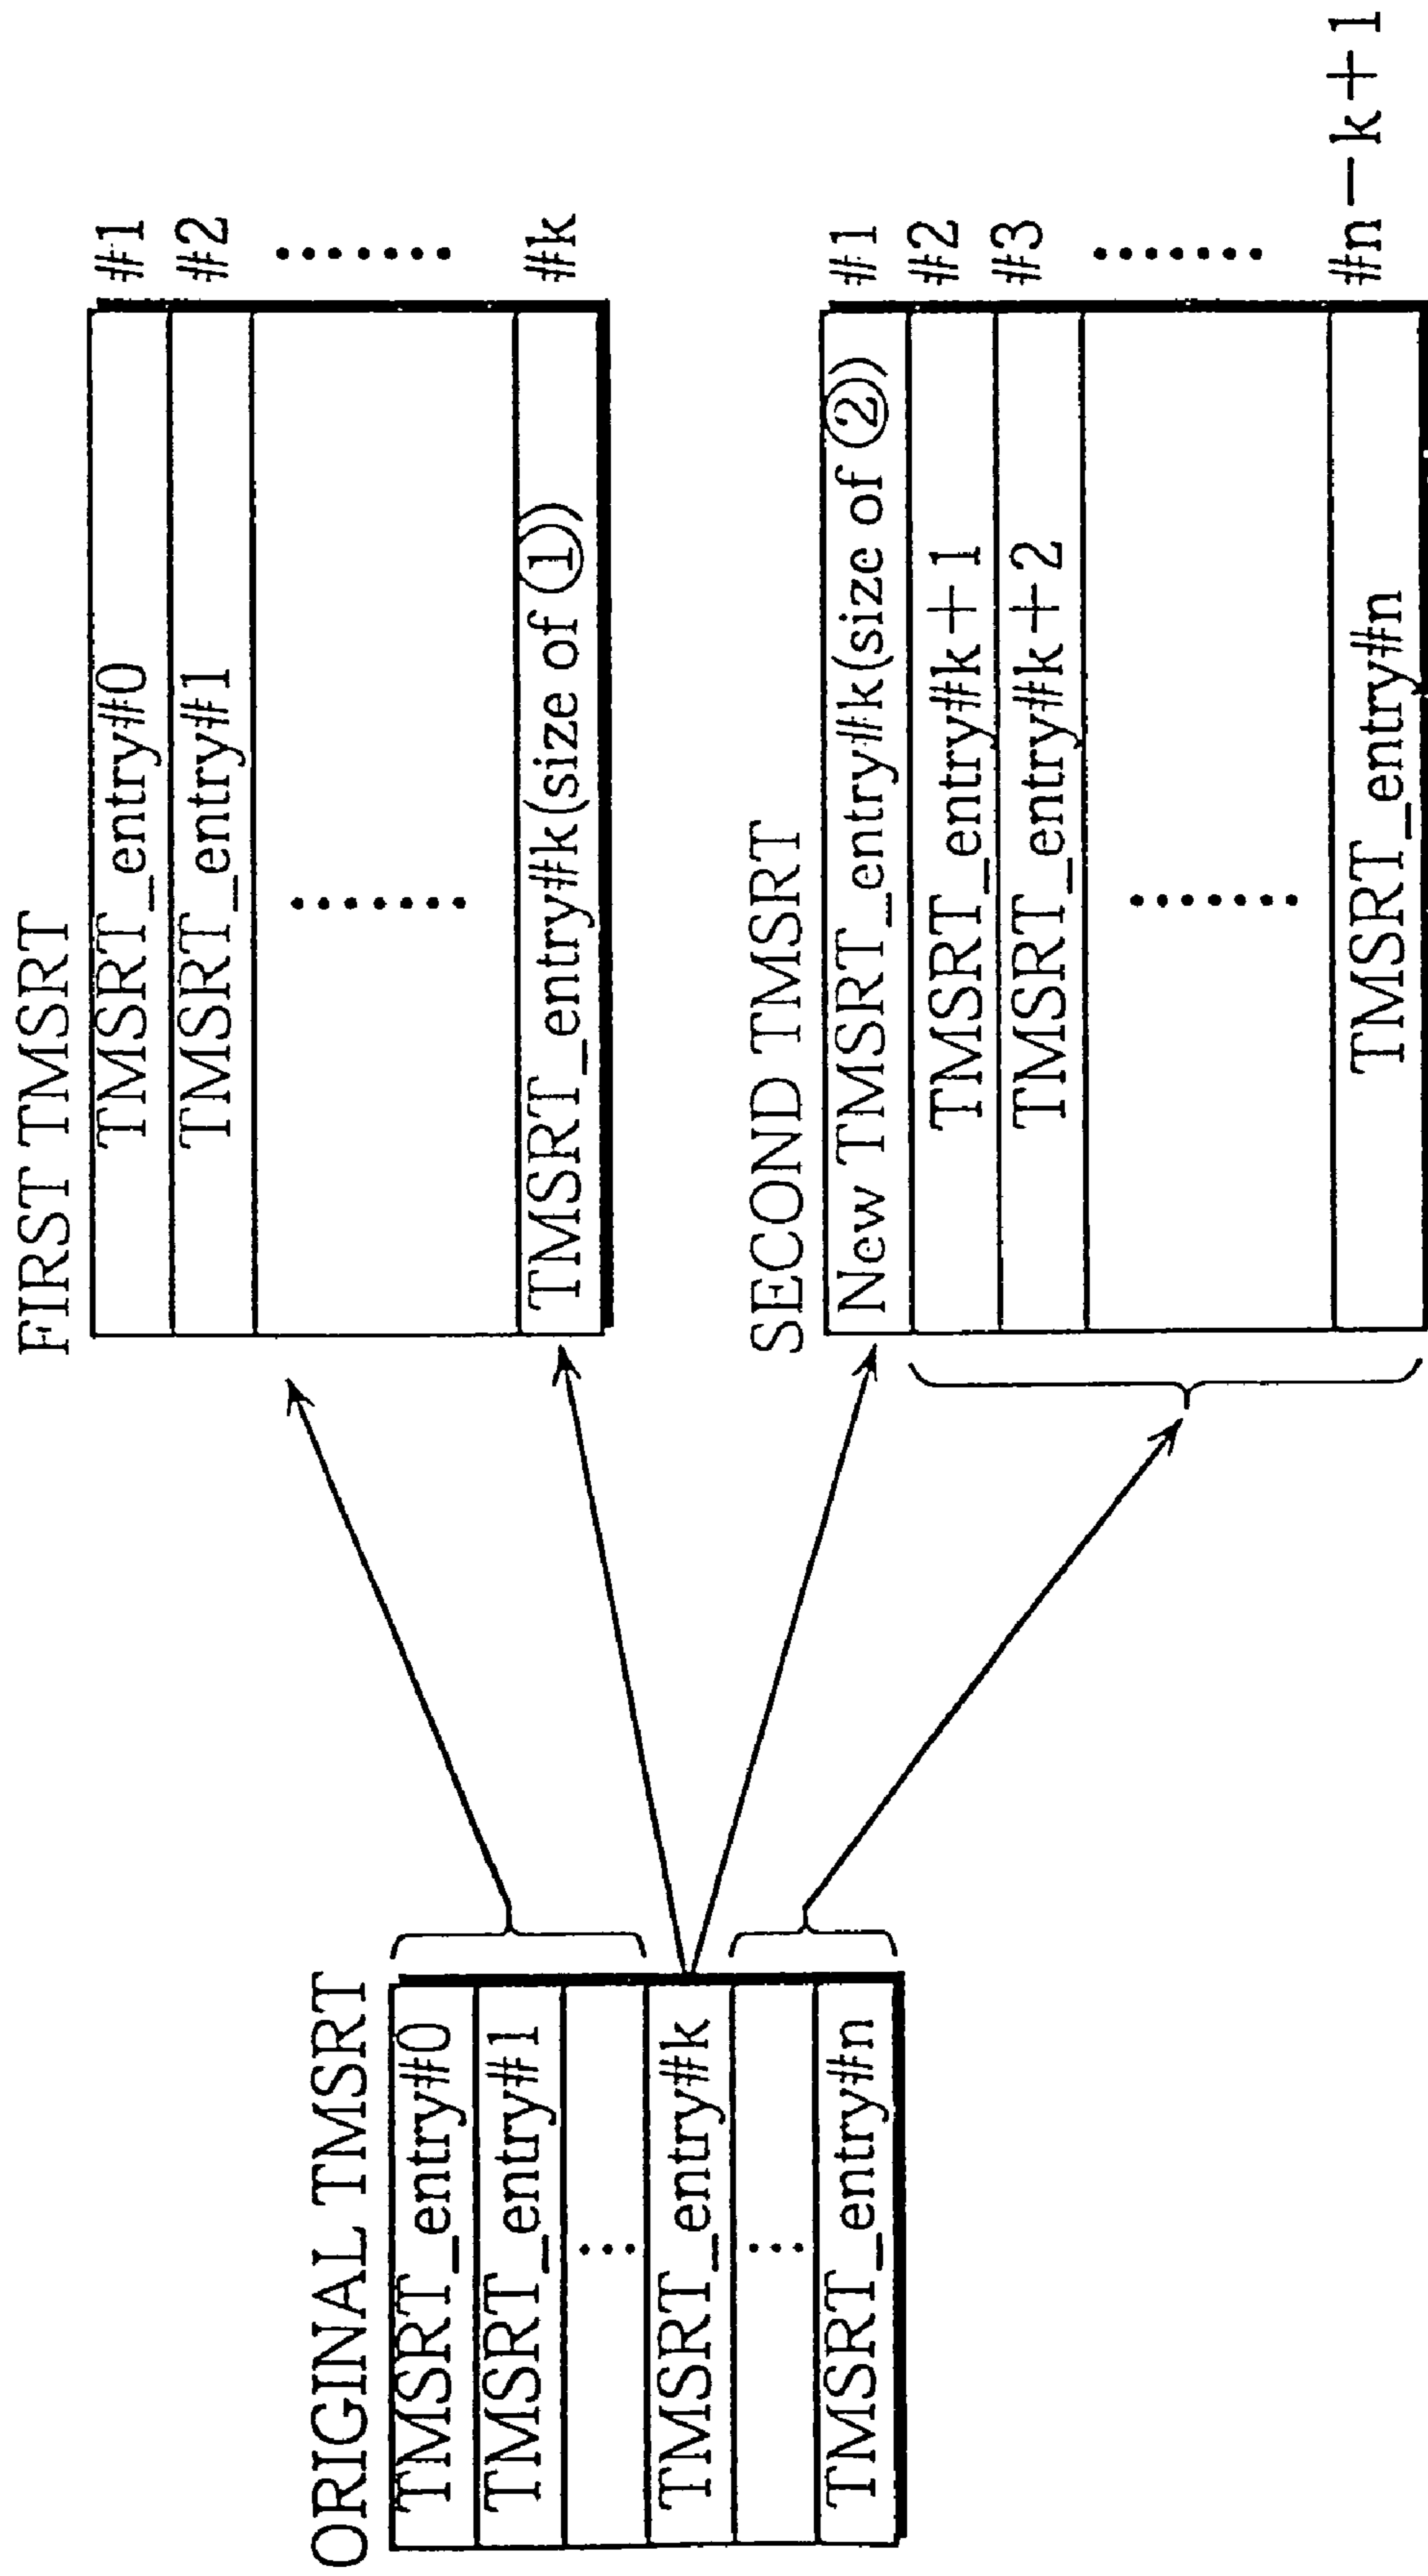 ORIGINAL TMSRT
TMSRT_entry#0
TMSRT_entry#1
...
TMSRT_entry#k
...
TMSRT_entry#n
FIRST TMSRT
TMSRT_entry#0 #1
TMSRT_entry#1 #2
....... .......
TMSRT_entry#k(size of ①) #k
SECOND TMSRT
New TMSRT_entry#k(size of ②) #1
TMSRT_entry#k+1 #2
TMSRT_entry#k+2 #3
....... .......
TMSRT_entry#n #n-k+1